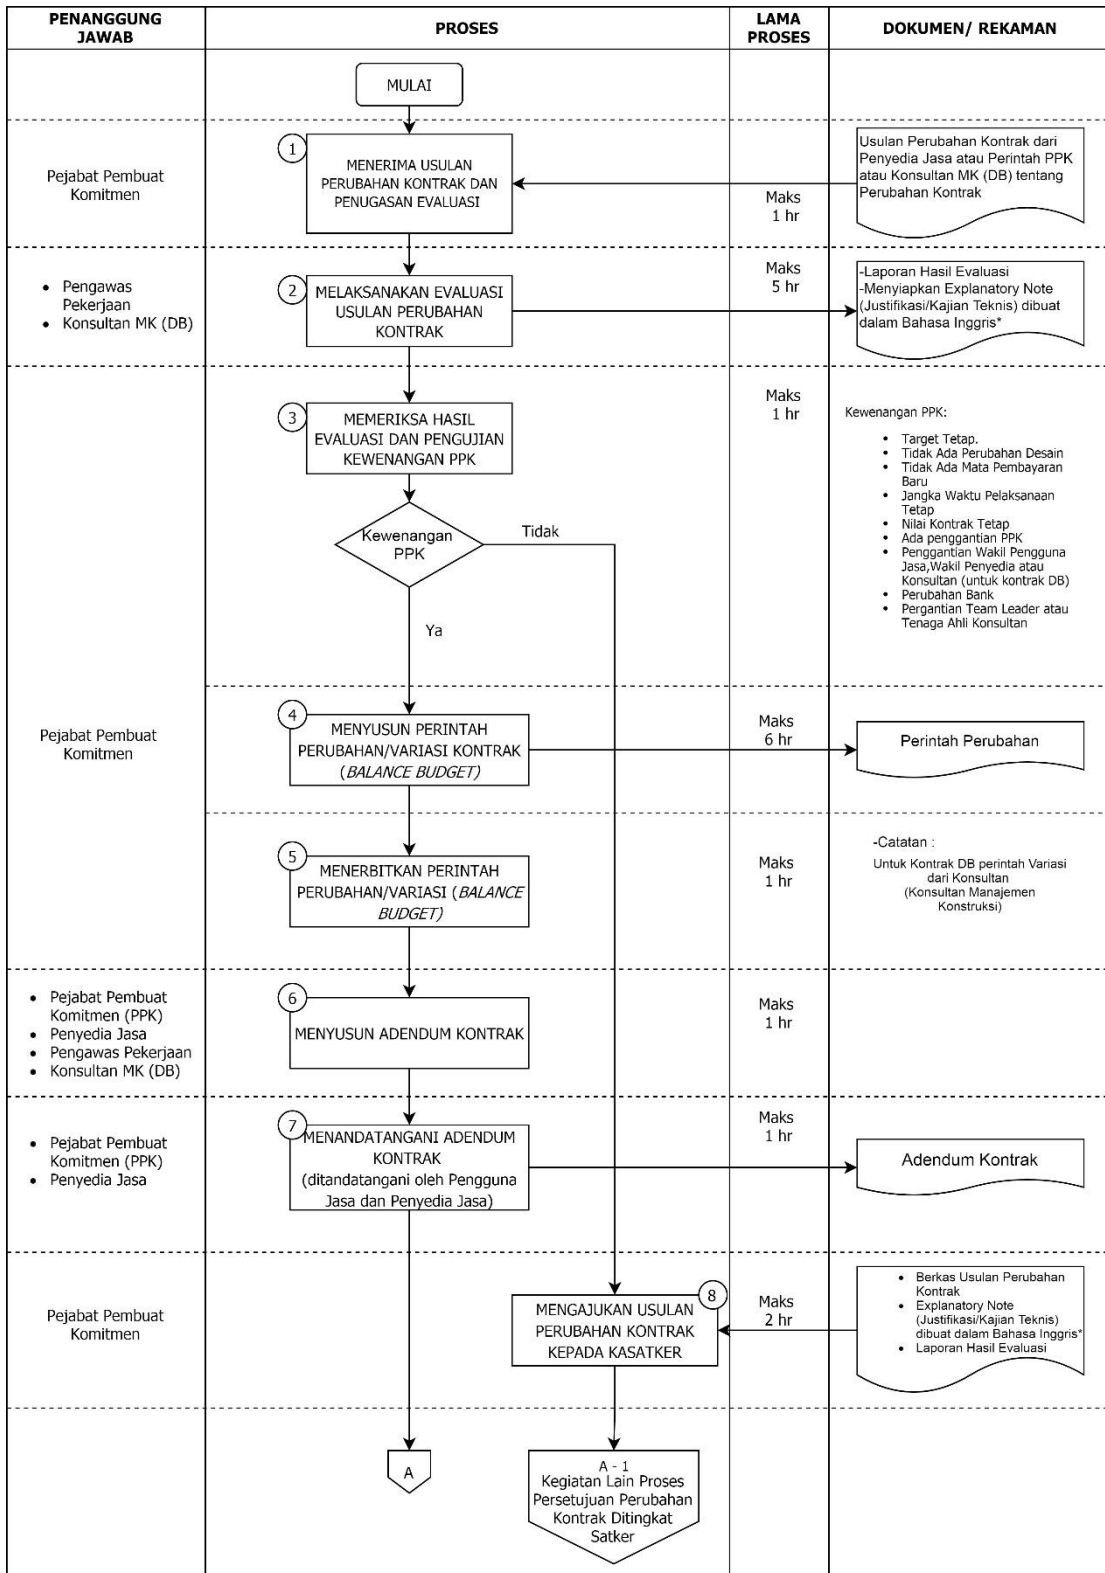 PENANGGUNG
JAWAB
PROSES
LAMA
PROSES
DOKUMEN/ REKAMAN
MULAI
Pejabat Pembuat
Komitmen
1
MENERIMA USULAN
PERUBAHAN KONTRAK DAN
PENUGASAN EVALUASI
Maks
1 hr
Usulan Perubahan Kontrak dari
Penyedia Jasa atau Perintah PPK
atau Konsultan MK (DB) tentang
Perubahan Kontrak
• Pengawas
Pekerjaan
• Konsultan MK (DB)
2
MELAKSANAKAN EVALUASI
USULAN PERUBAHAN
KONTRAK
Maks
5 hr
-Laporan Hasil Evaluasi
-Menyiapkan Explanatory Note
(Justifikasi/Kajian Teknis) dibuat
dalam Bahasa Inggris*
3
MEMERIKSA HASIL
EVALUASI DAN PENGUJIAN
KEWENANGAN PPK
Maks
1 hr
Kewenangan PPK:
• Target Tetap.
• Tidak Ada Perubahan Desain
• Tidak Ada Mata Pembayaran
Baru
• Jangka Waktu Pelaksanaan
Tetap
• Nilai Kontrak Tetap
• Ada penggantian PPK
• Penggantian Wakil Pengguna
Jasa,Wakil Penyedia atau
Konsultan (untuk kontrak DB)
• Perubahan Bank
• Pergantian Team Leader atau
Tenaga Ahli Konsultan
Kewenangan
PPK
Tidak
Ya
Pejabat Pembuat
Komitmen
4
MENYUSUN PERINTAH
PERUBAHAN/VARIASI KONTRAK
(BALANCE BUDGET)
Maks
6 hr
Perintah Perubahan
5
MENERBITKAN PERINTAH
PERUBAHAN/VARIASI (BALANCE
BUDGET)
Maks
1 hr
-Catatan :
Untuk Kontrak DB perintah Variasi
dari Konsultan
(Konsultan Manajemen
Konstruksi)
• Pejabat Pembuat
Komitmen (PPK)
• Penyedia Jasa
• Pengawas Pekerjaan
• Konsultan MK (DB)
6
MENYUSUN ADENDUM KONTRAK
Maks
1 hr
• Pejabat Pembuat
Komitmen (PPK)
• Penyedia Jasa
7
MENANDATANGANI ADENDUM
KONTRAK
(ditandatangani oleh Pengguna
Jasa dan Penyedia Jasa)
Maks
1 hr
Adendum Kontrak
Pejabat Pembuat
Komitmen
8
MENGAJUKAN USULAN
PERUBAHAN KONTRAK
KEPADA KASATKER
Maks
2 hr
• Berkas Usulan Perubahan
Kontrak
• Explanatory Note
(Justifikasi/Kajian Teknis)
dibuat dalam Bahasa Inggris*
• Laporan Hasil Evaluasi
A
A - 1
Kegiatan Lain Proses
Persetujuan Perubahan
Kontrak Ditingkat
Satker